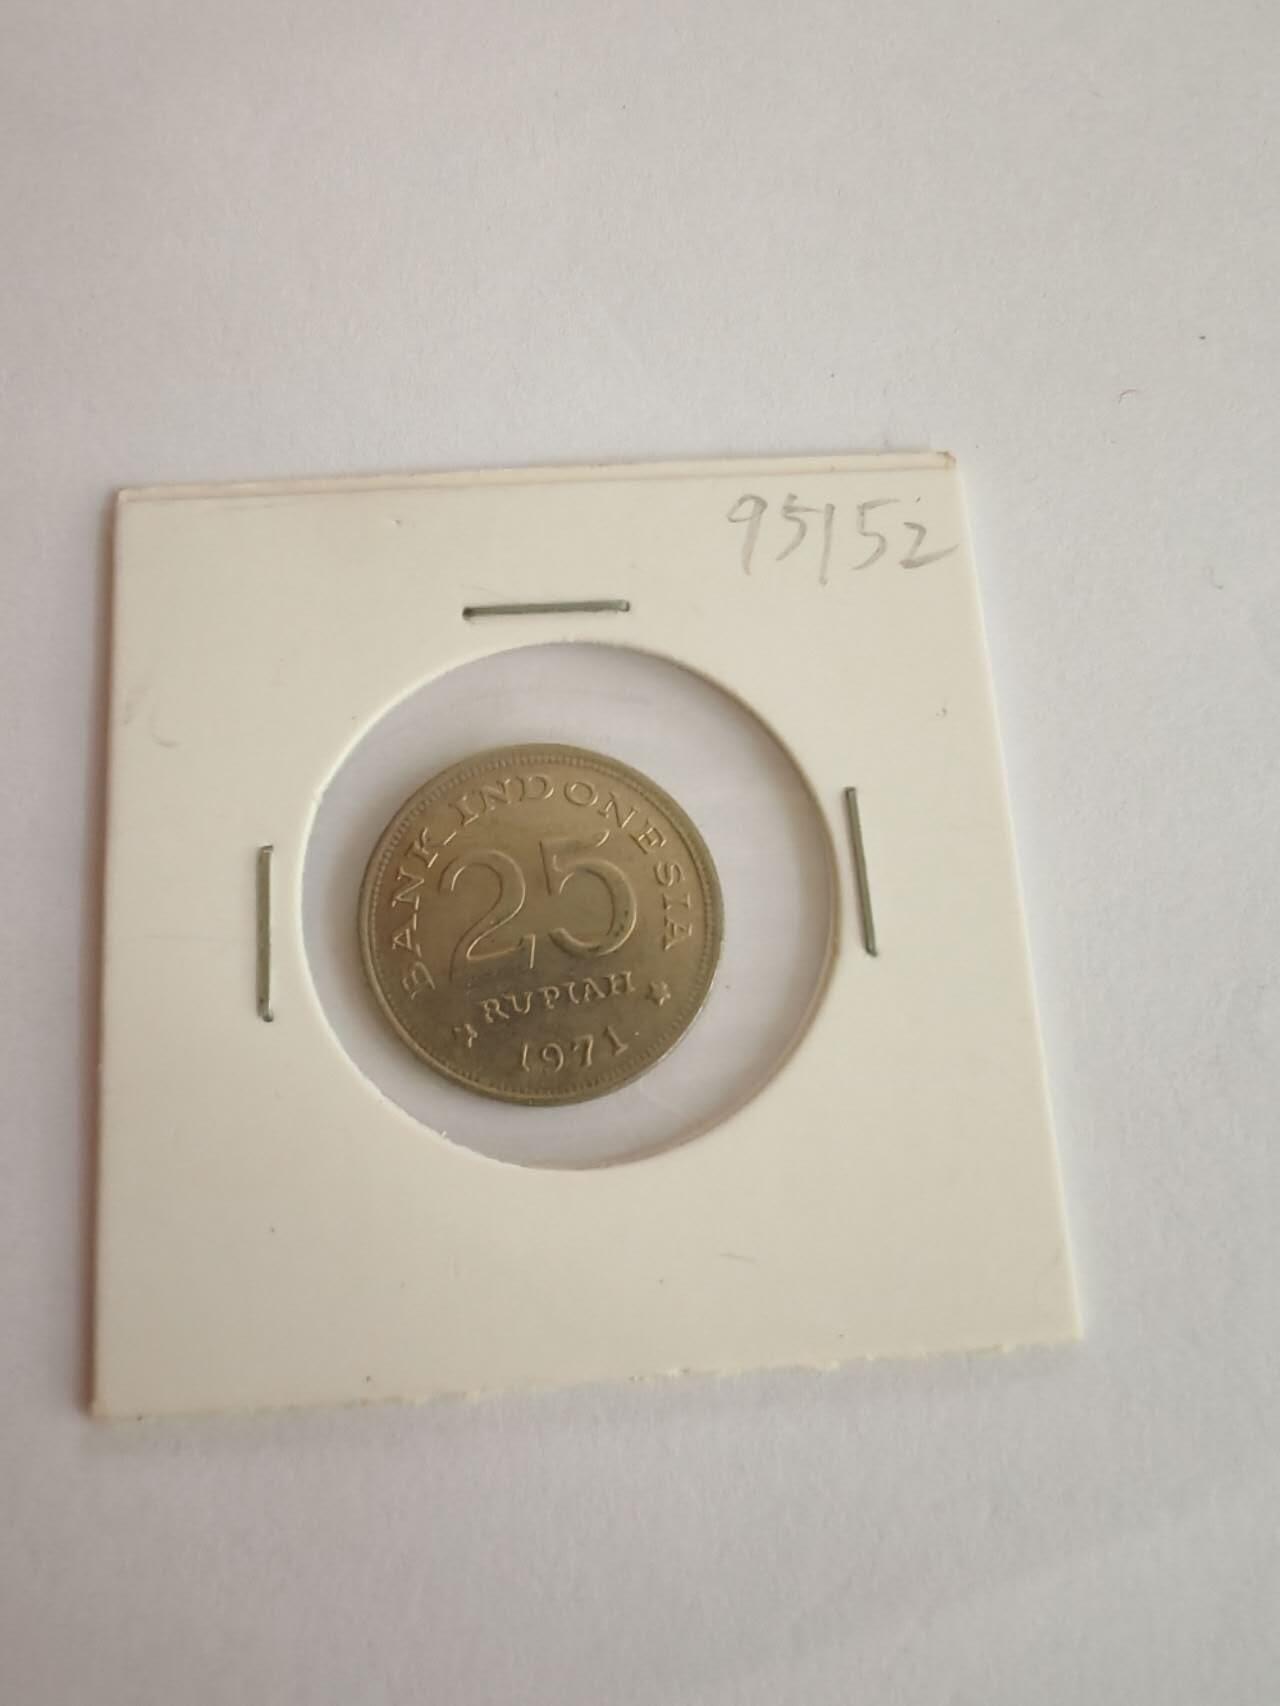 95152
BANK INDONESIA
25
RUPIAH
1971